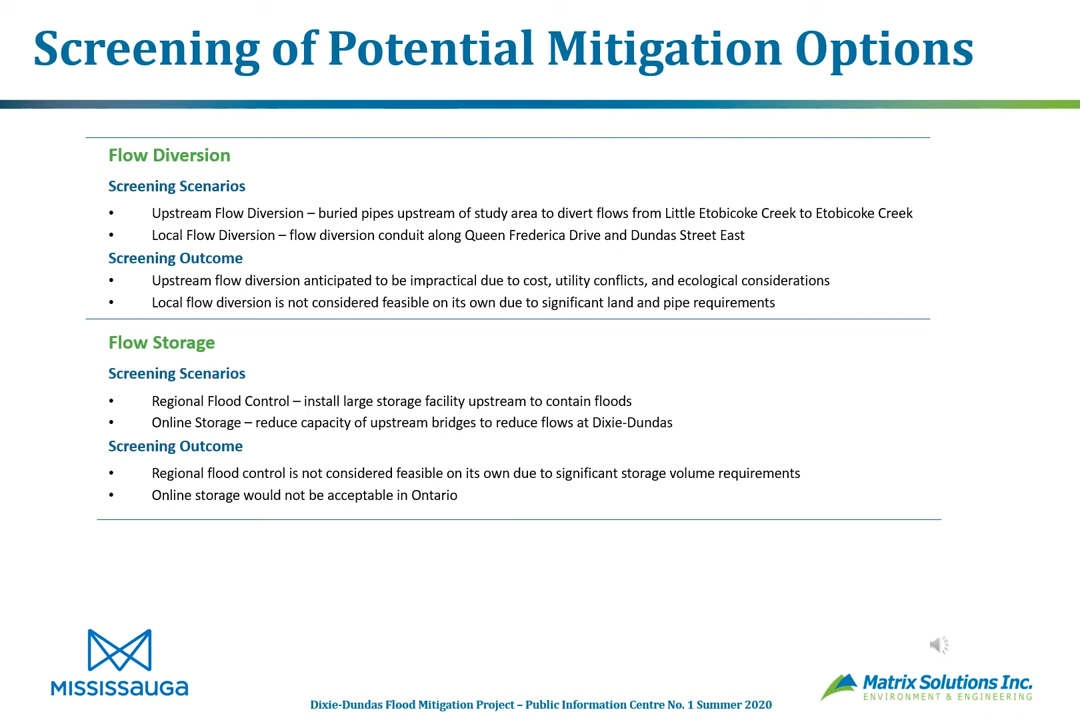 Screening of Potential Mitigation Options
Flow Diversion
Screening Scenarios
• Upstream Flow Diversion – buried pipes upstream of study area to divert flows from Little Etobicoke Creek to Etobicoke Creek
• Local Flow Diversion – flow diversion conduit along Queen Frederica Drive and Dundas Street East
Screening Outcome
• Upstream flow diversion anticipated to be impractical due to cost, utility conflicts, and ecological considerations
• Local flow diversion is not considered feasible on its own due to significant land and pipe requirements
Flow Storage
Screening Scenarios
• Regional Flood Control – install large storage facility upstream to contain floods
• Online Storage – reduce capacity of upstream bridges to reduce flows at Dixie-Dundas
Screening Outcome
• Regional flood control is not considered feasible on its own due to significant storage volume requirements
• Online storage would not be acceptable in Ontario
MISSISSAUGA
Matrix Solutions Inc.
ENVIRONMENT & ENGINEERING
Dixie-Dundas Flood Mitigation Project – Public Information Centre No. 1 Summer 2020